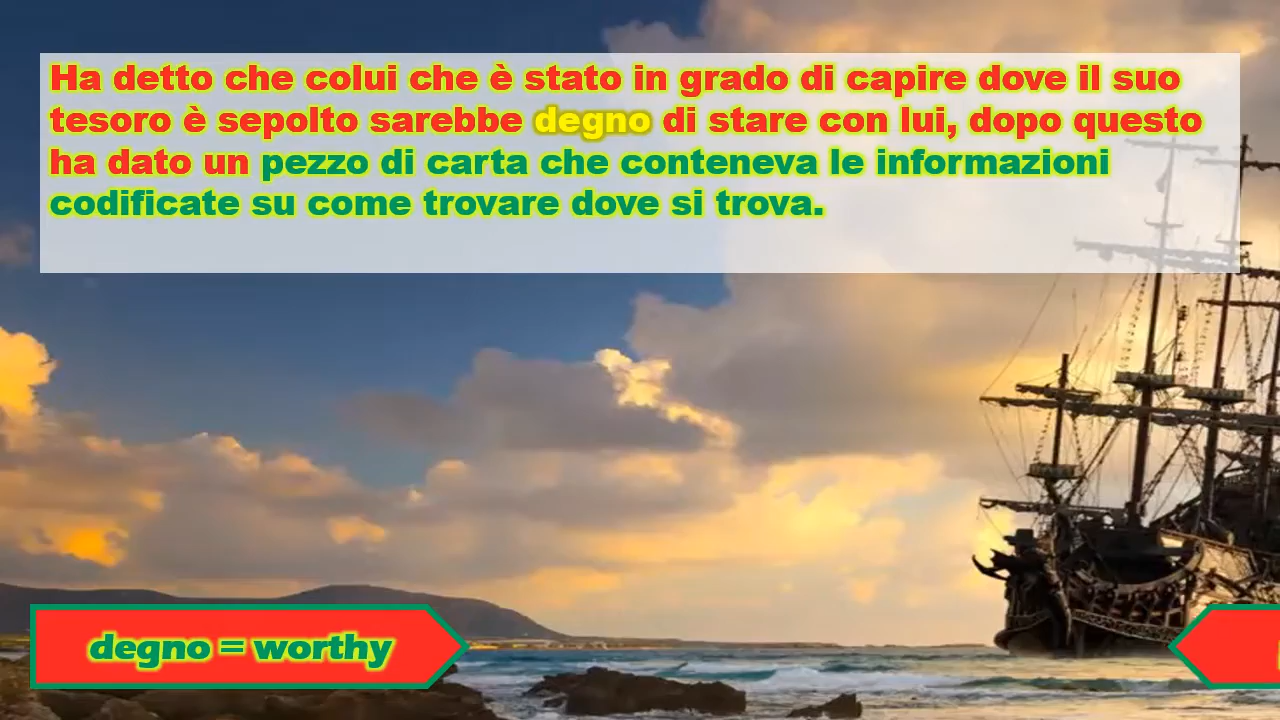 Ha detto che colui che è stato in grado di capire dove il suo
tesoro è sepolto sarebbe degno di stare con lui, dopo questo
ha dato un pezzo di carta che conteneva le informazioni
codificate su come trovare dove si trova.
degno = worthy